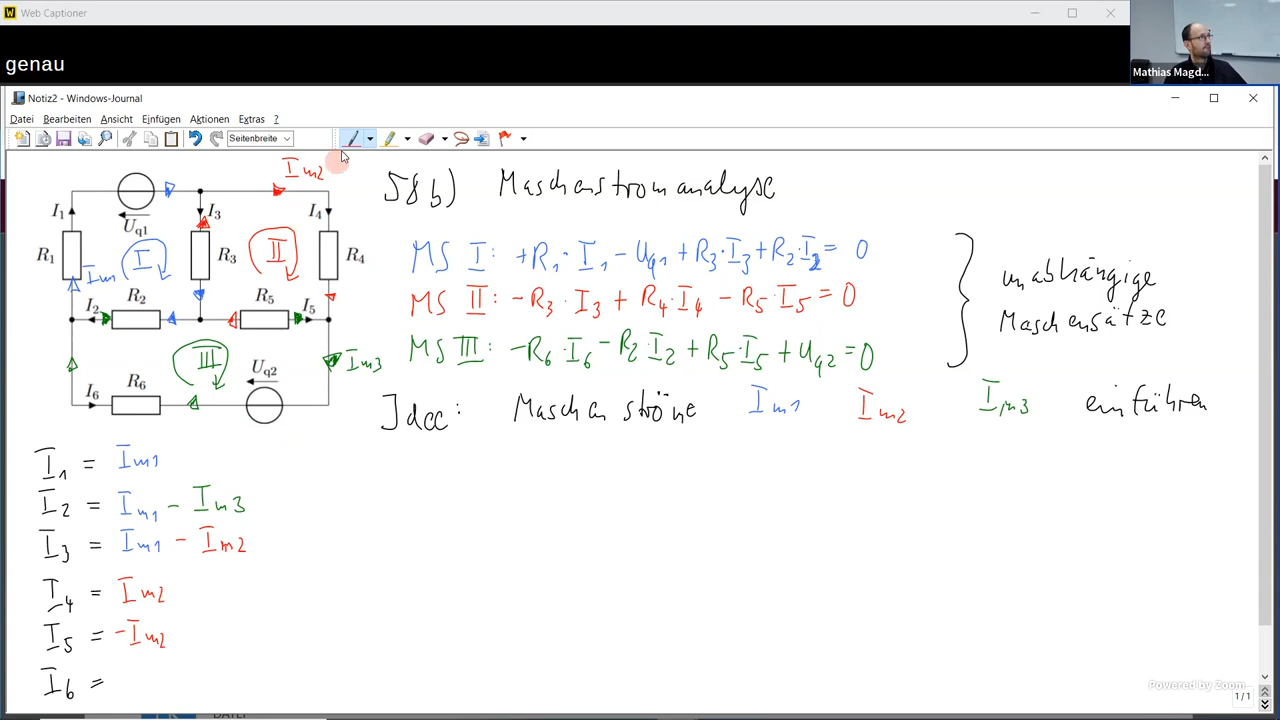 Web Captioner
genau
Mathias Magd...
Notiz2 - Windows-Journal
Datei Bearbeiten Ansicht Einfügen Aktionen Extras ?
Seitenbreite
58b) Maschenstromanalyse
MS I: +R1·I1 - Uq1 + R3·I3 + R2·I2 = 0
MS II: -R3·I3 + R4·I4 - R5·I5 = 0
MS III: -R6·I6 - R2·I2 + R5·I5 + Uq2 = 0
unabhängige
Maschensätze
Idee: Maschenströme Im1 Im2 Im3 einführen
Im2
I1 Uq1 I3 I4
R1 I R3 II R4
Im1
I2 R2 R5 I5
III Uq2 Im3
I6 R6
I1 = Im1
I2 = Im1 - Im3
I3 = Im1 - Im2
I4 = Im2
I5 = -Im2
I6 =
Powered by Zoom
1/1